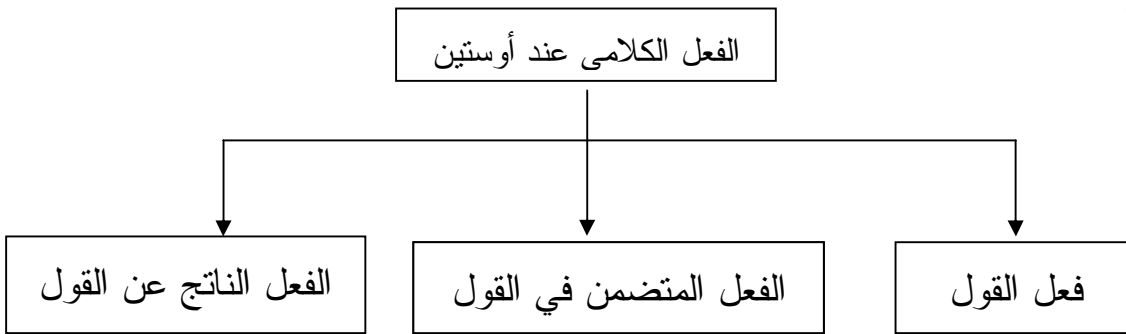 الفعل الكلامى عند أوستين
فعل القول
الفعل المتضمن في القول
الفعل الناتج عن القول